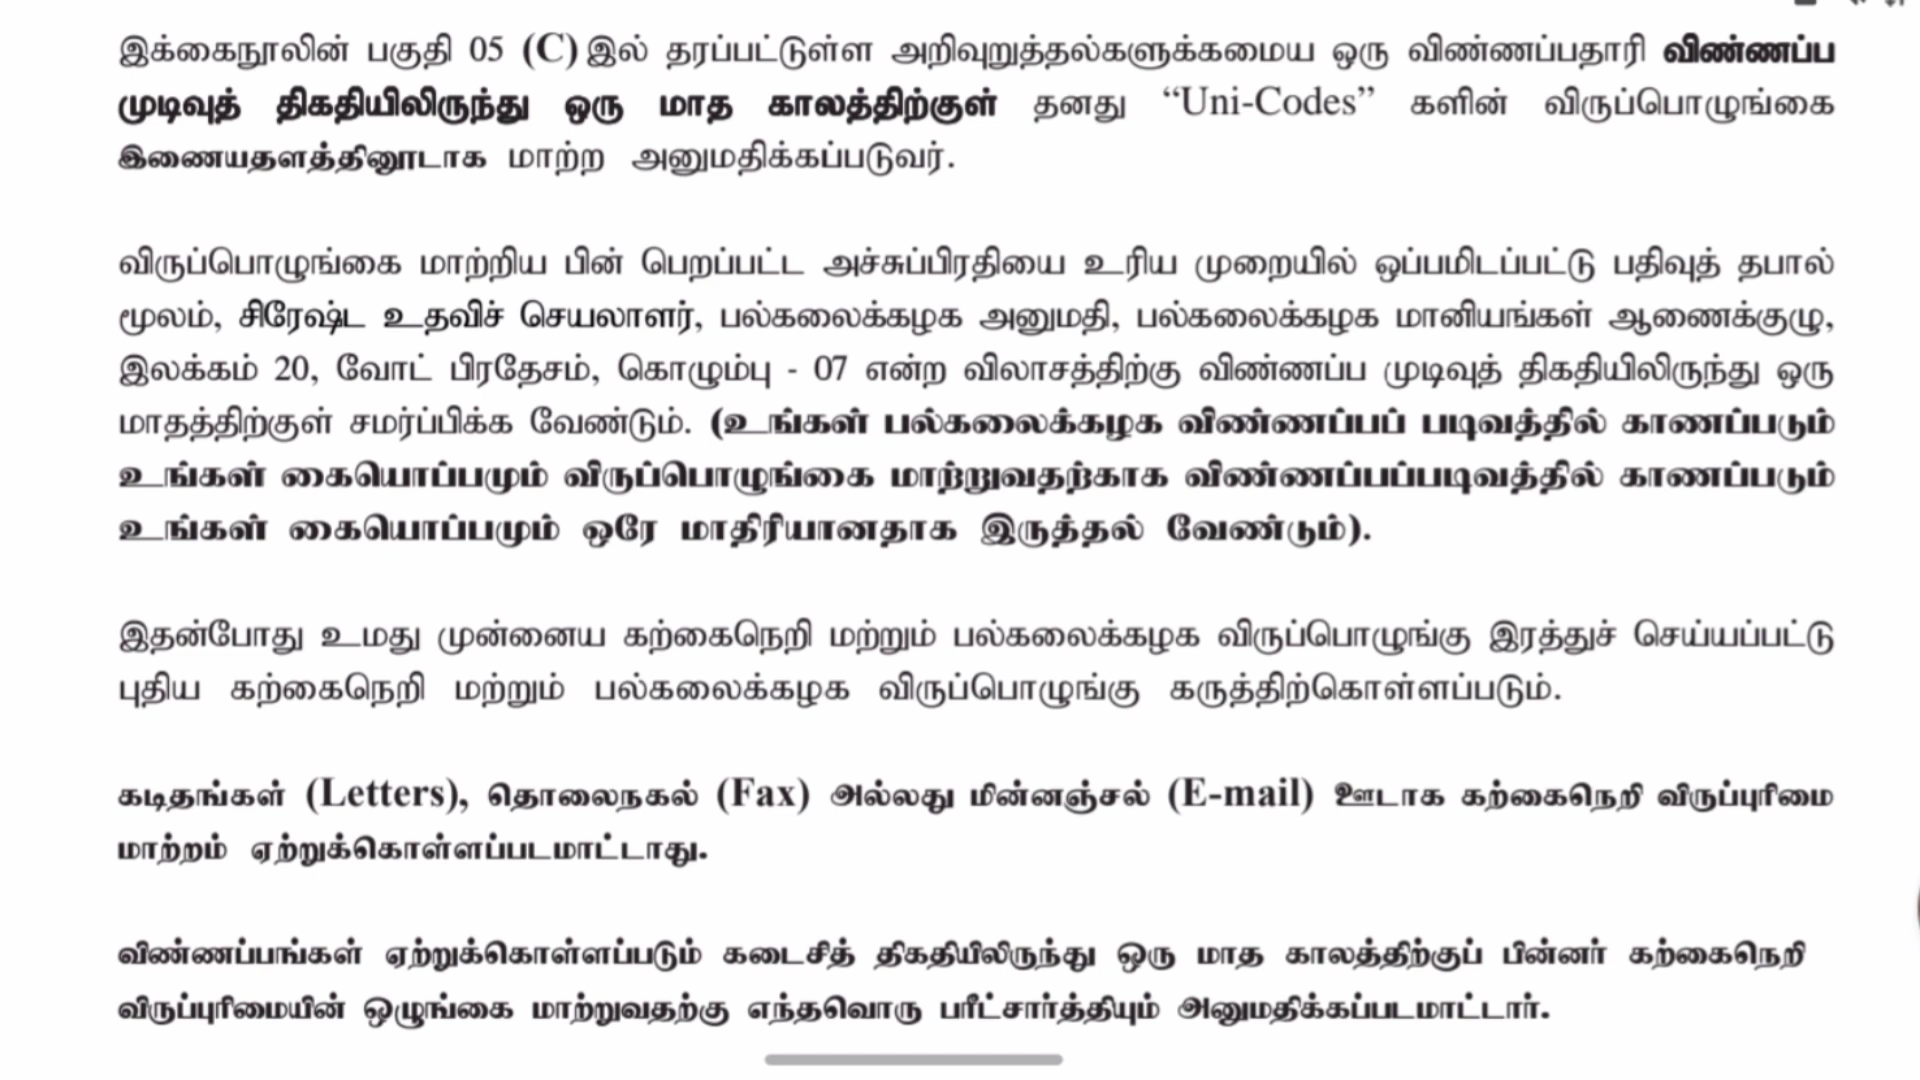 இக்கைநூலின் பகுதி 05 (C) இல் தரப்பட்டுள்ள அறிவுறுத்தல்களுக்கமைய ஒரு விண்ணப்பதாரி விண்ணப்ப
முடிவுத் திகதியிலிருந்து ஒரு மாத காலத்திற்குள் தனது “Uni-Codes” களின் விருப்பொழுங்கை
இணையதளத்தினூடாக மாற்ற அனுமதிக்கப்படுவர்.
விருப்பொழுங்கை மாற்றிய பின் பெறப்பட்ட அச்சுப்பிரதியை உரிய முறையில் ஒப்பமிடப்பட்டு பதிவுத் தபால்
மூலம், சிரேஷ்ட உதவிச் செயலாளர், பல்கலைக்கழக அனுமதி, பல்கலைக்கழக மானியங்கள் ஆணைக்குழு,
இலக்கம் 20, வோட் பிரதேசம், கொழும்பு - 07 என்ற விலாசத்திற்கு விண்ணப்ப முடிவுத் திகதியிலிருந்து ஒரு
மாதத்திற்குள் சமர்ப்பிக்க வேண்டும். (உங்கள் பல்கலைக்கழக விண்ணப்பப் படிவத்தில் காணப்படும்
உங்கள் கையொப்பமும் விருப்பொழுங்கை மாற்றுவதற்காக விண்ணப்பப்படிவத்தில் காணப்படும்
உங்கள் கையொப்பமும் ஒரே மாதிரியானதாக இருத்தல் வேண்டும்).
இதன்போது உமது முன்னைய கற்கைநெறி மற்றும் பல்கலைக்கழக விருப்பொழுங்கு இரத்துச் செய்யப்பட்டு
புதிய கற்கைநெறி மற்றும் பல்கலைக்கழக விருப்பொழுங்கு கருத்திற்கொள்ளப்படும்.
கடிதங்கள் (Letters), தொலைநகல் (Fax) அல்லது மின்னஞ்சல் (E-mail) ஊடாக கற்கைநெறி விருப்புரிமை
மாற்றம் ஏற்றுக்கொள்ளப்படமாட்டாது.
விண்ணப்பங்கள் ஏற்றுக்கொள்ளப்படும் கடைசித் திகதியிலிருந்து ஒரு மாத காலத்திற்குப் பின்னர் கற்கைநெறி
விருப்புரிமையின் ஒழுங்கை மாற்றுவதற்கு எந்தவொரு பரீட்சார்த்தியும் அனுமதிக்கப்படமாட்டார்.